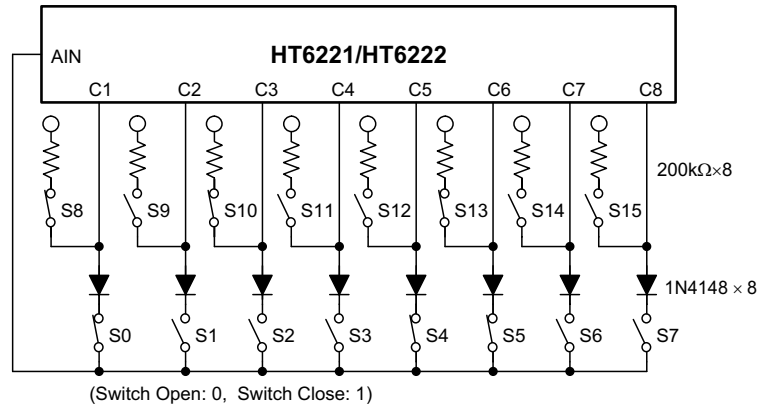 HT6221/HT6222
AIN
C1 C2 C3 C4 C5 C6 C7 C8
200kΩ×8
S8 S9 S10 S11 S12 S13 S14 S15
1N4148 × 8
S0 S1 S2 S3 S4 S5 S6 S7
(Switch Open: 0, Switch Close: 1)